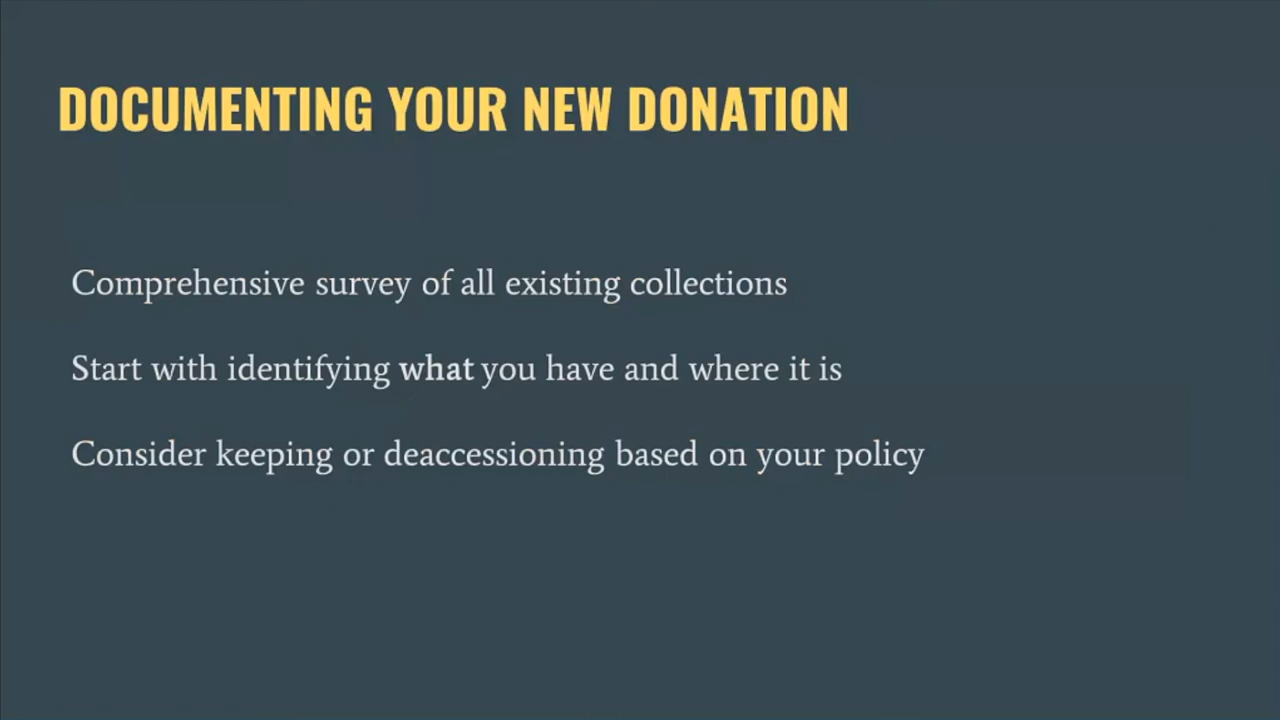 DOCUMENTING YOUR NEW DONATION
Comprehensive survey of all existing collections
Start with identifying what you have and where it is
Consider keeping or deaccessioning based on your policy